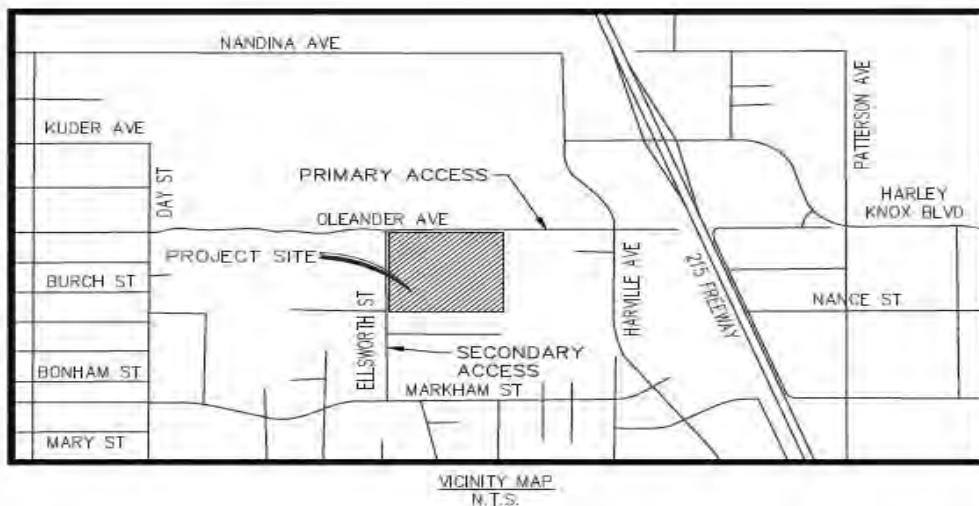 NANDINA AVE
KUDER AVE
DAY ST
PATTERSON AVE
PRIMARY ACCESS
OLEANDER AVE
HARLEY
KNOX BLVD
PROJECT SITE
BURCH ST
ELLSWORTH ST
HARVILLE AVE
215 FREEWAY
NANCE ST.
SECONDARY
ACCESS
BONHAM ST
MARKHAM ST
MARY ST
VICINITY MAP
N.T.S.